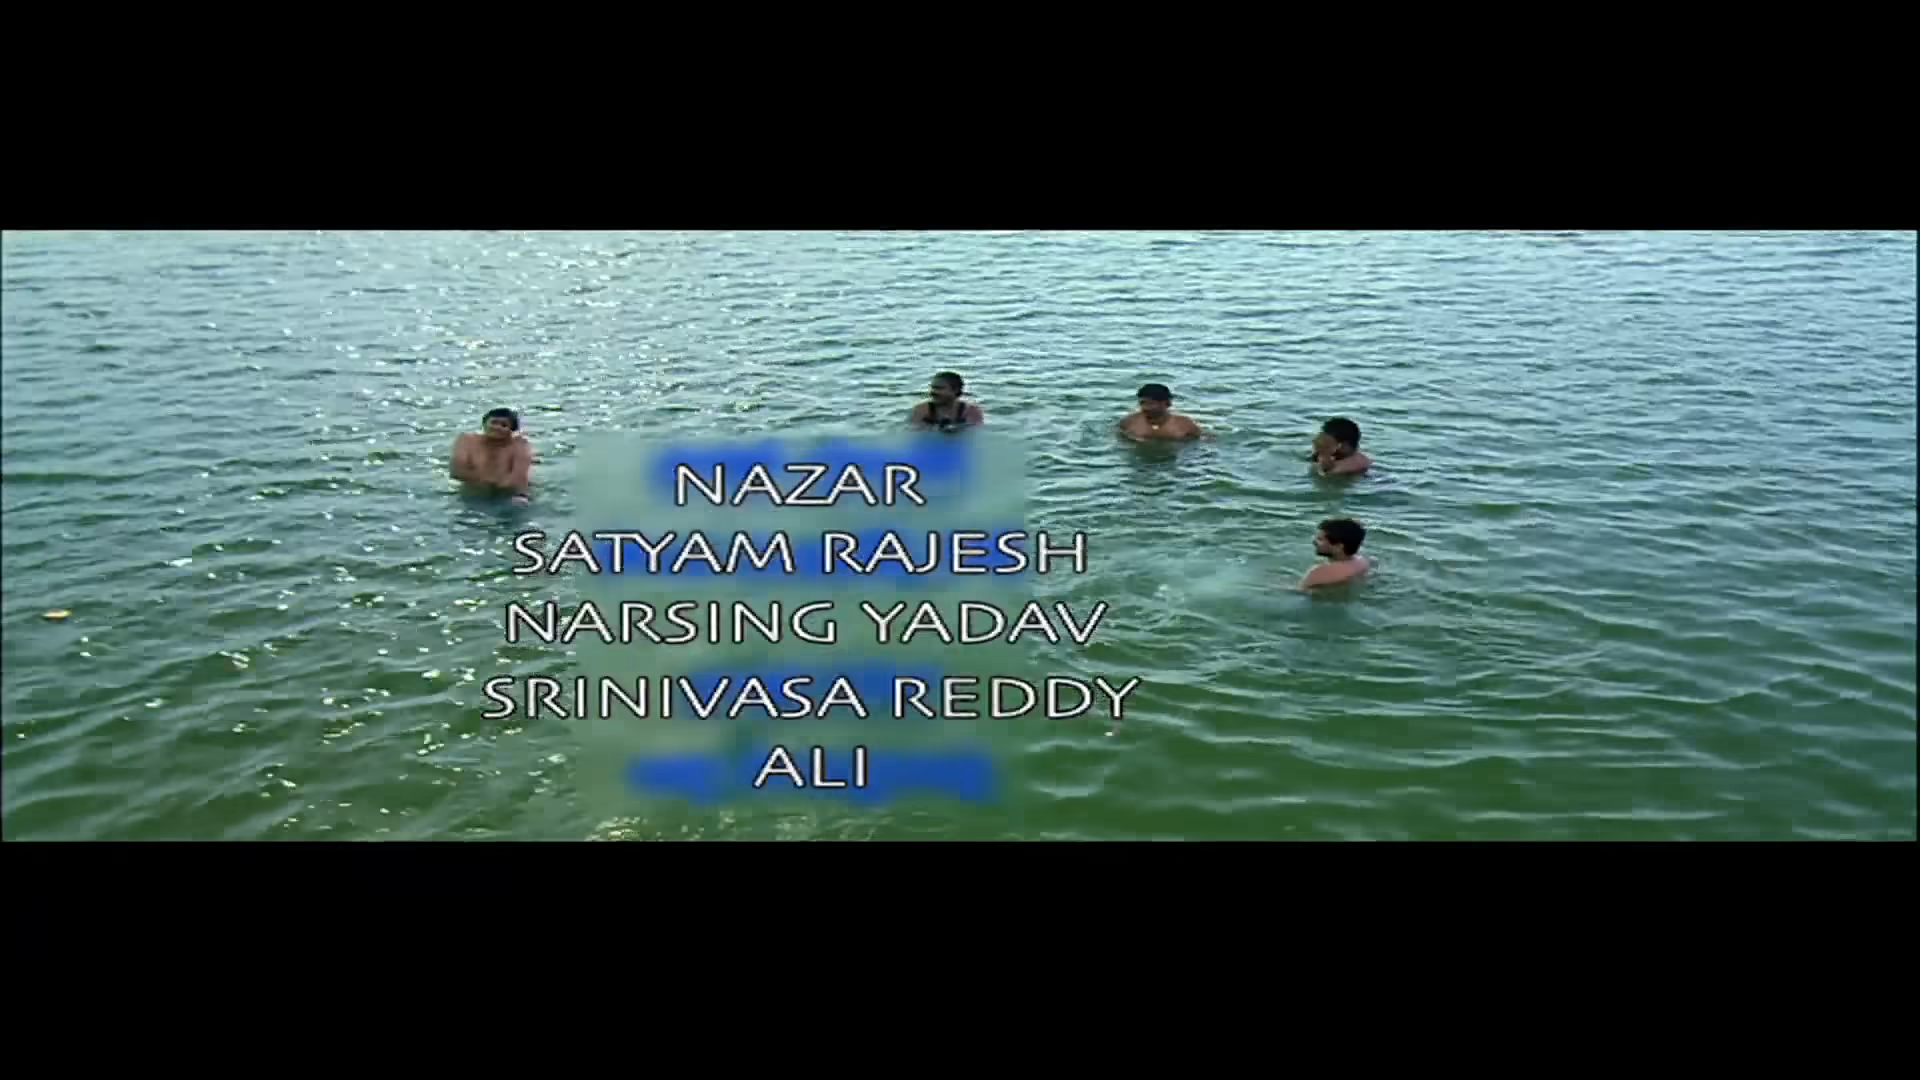 NAZAR
SATYAM RAJESH
NARSING YADAV
SRINIVASA REDDY
ALI